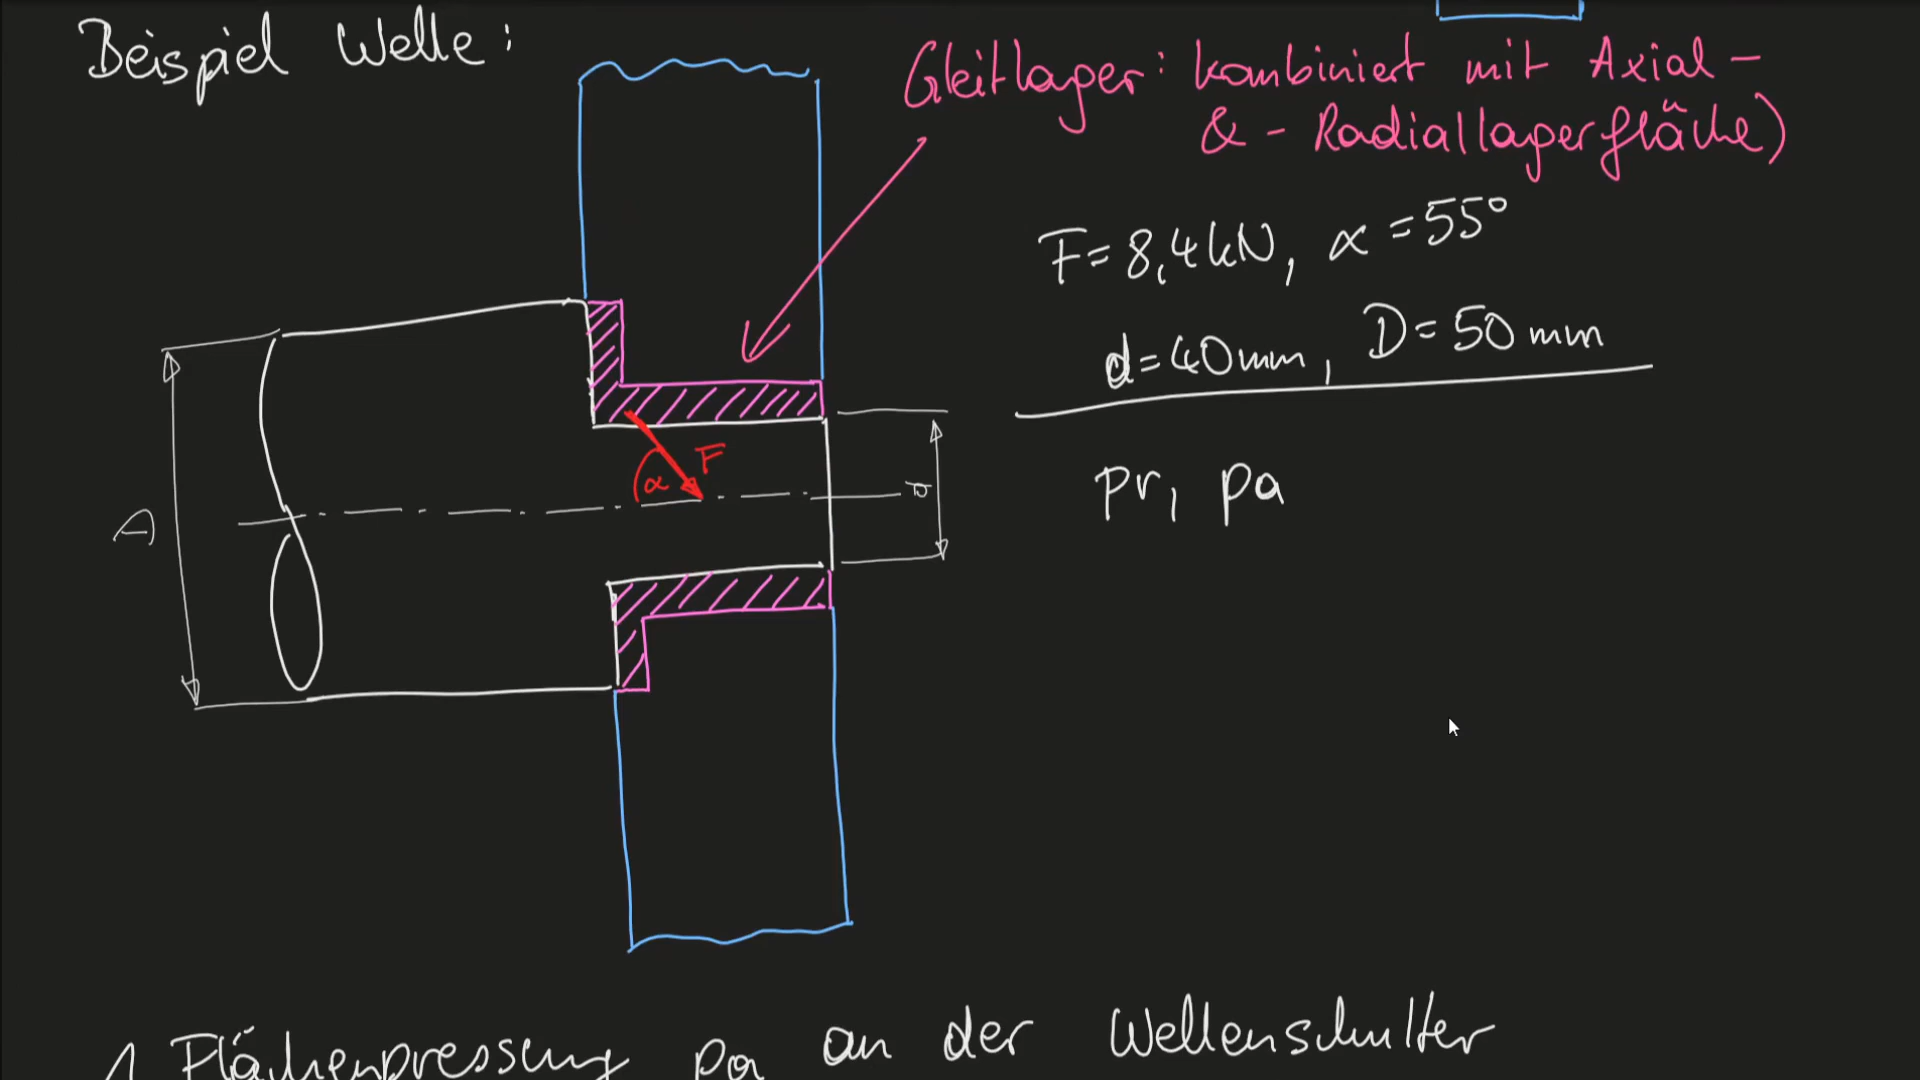 Beispiel Welle:
Gleitlager: kombiniert mit Axial-
& - Radiallagerfläche)
F=8,4kN, α=55°
d=40mm, D=50mm
pr, pa
F
α
d
D
1. Flächenpressung pa an der Wellenschulter